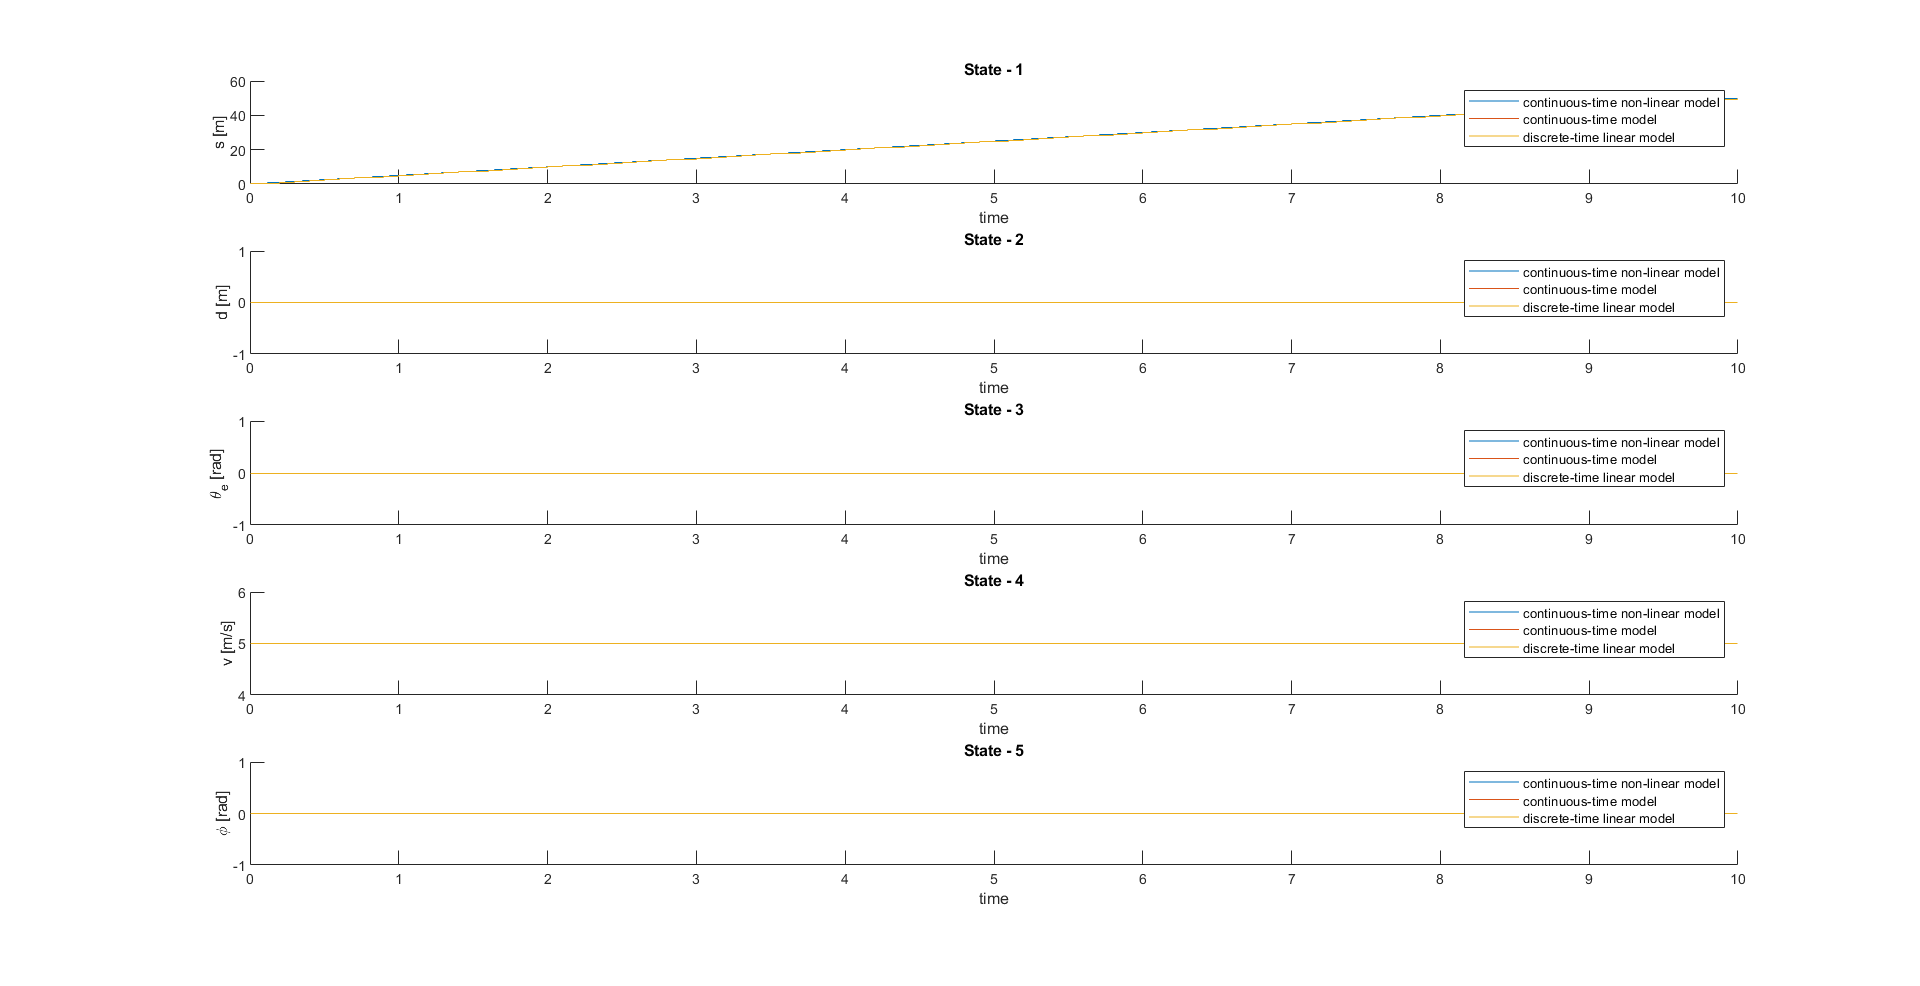 State - 1
60
40
20
0
s [m]
continuous-time non-linear model
continuous-time model
discrete-time linear model
0 1 2 3 4 5 6 7 8 9 10
time
State - 2
1
0
-1
d [m]
continuous-time non-linear model
continuous-time model
discrete-time linear model
0 1 2 3 4 5 6 7 8 9 10
time
State - 3
1
0
-1
θe [rad]
continuous-time non-linear model
continuous-time model
discrete-time linear model
0 1 2 3 4 5 6 7 8 9 10
time
State - 4
6
5
4
v [m/s]
continuous-time non-linear model
continuous-time model
discrete-time linear model
0 1 2 3 4 5 6 7 8 9 10
time
State - 5
1
0
-1
ϕ [rad]
continuous-time non-linear model
continuous-time model
discrete-time linear model
0 1 2 3 4 5 6 7 8 9 10
time